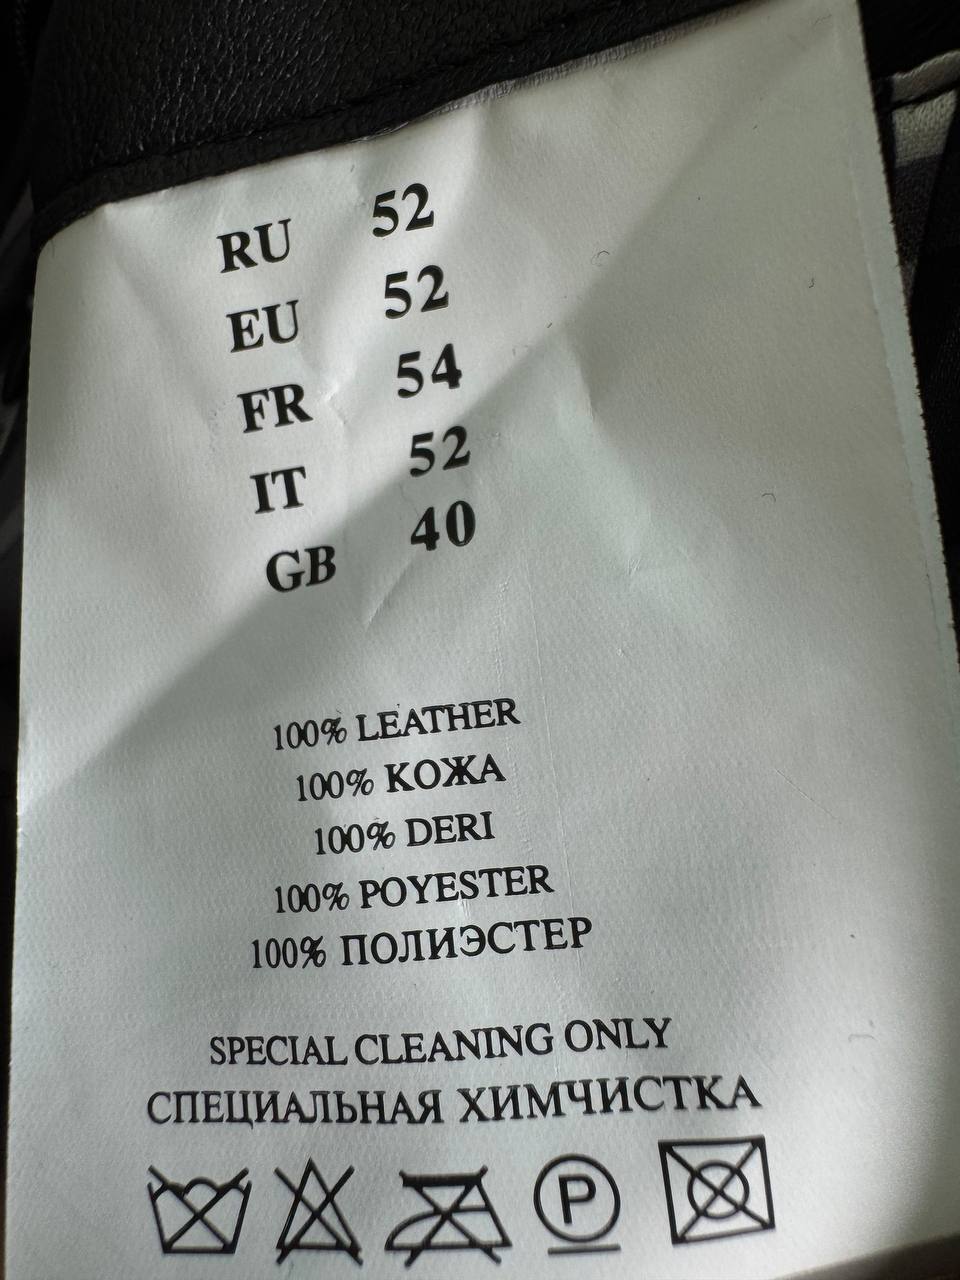 RU 52
EU 52
FR 54
IT 52
GB 40
100% LEATHER
100% КОЖА
100% DERI
100% POYESTER
100% ПОЛИЭСТЕР
SPECIAL CLEANING ONLY
СПЕЦИАЛЬНАЯ ХИМЧИСТКА
P